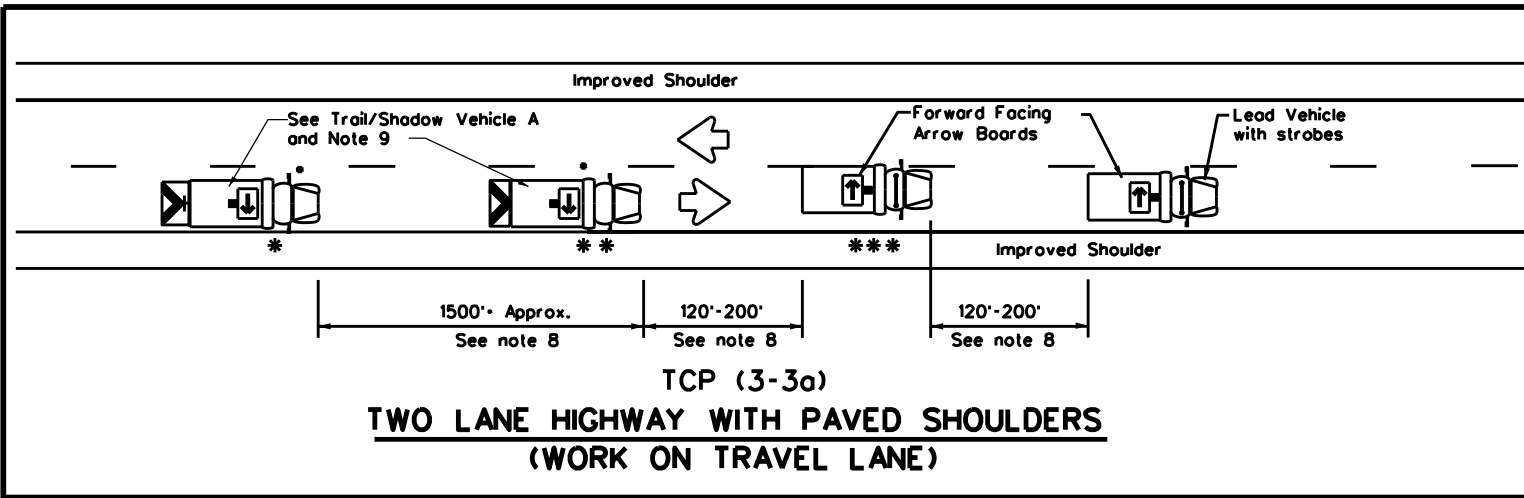 Improved Shoulder
See Trail/Shadow Vehicle A
and Note 9
Forward Facing
Arrow Boards
Lead Vehicle
with strobes
*
* *
***
Improved Shoulder
1500'+ Approx.
120'-200'
120'-200'
See note 8
See note 8
See note 8
TCP (3-3a)
TWO LANE HIGHWAY WITH PAVED SHOULDERS
(WORK ON TRAVEL LANE)